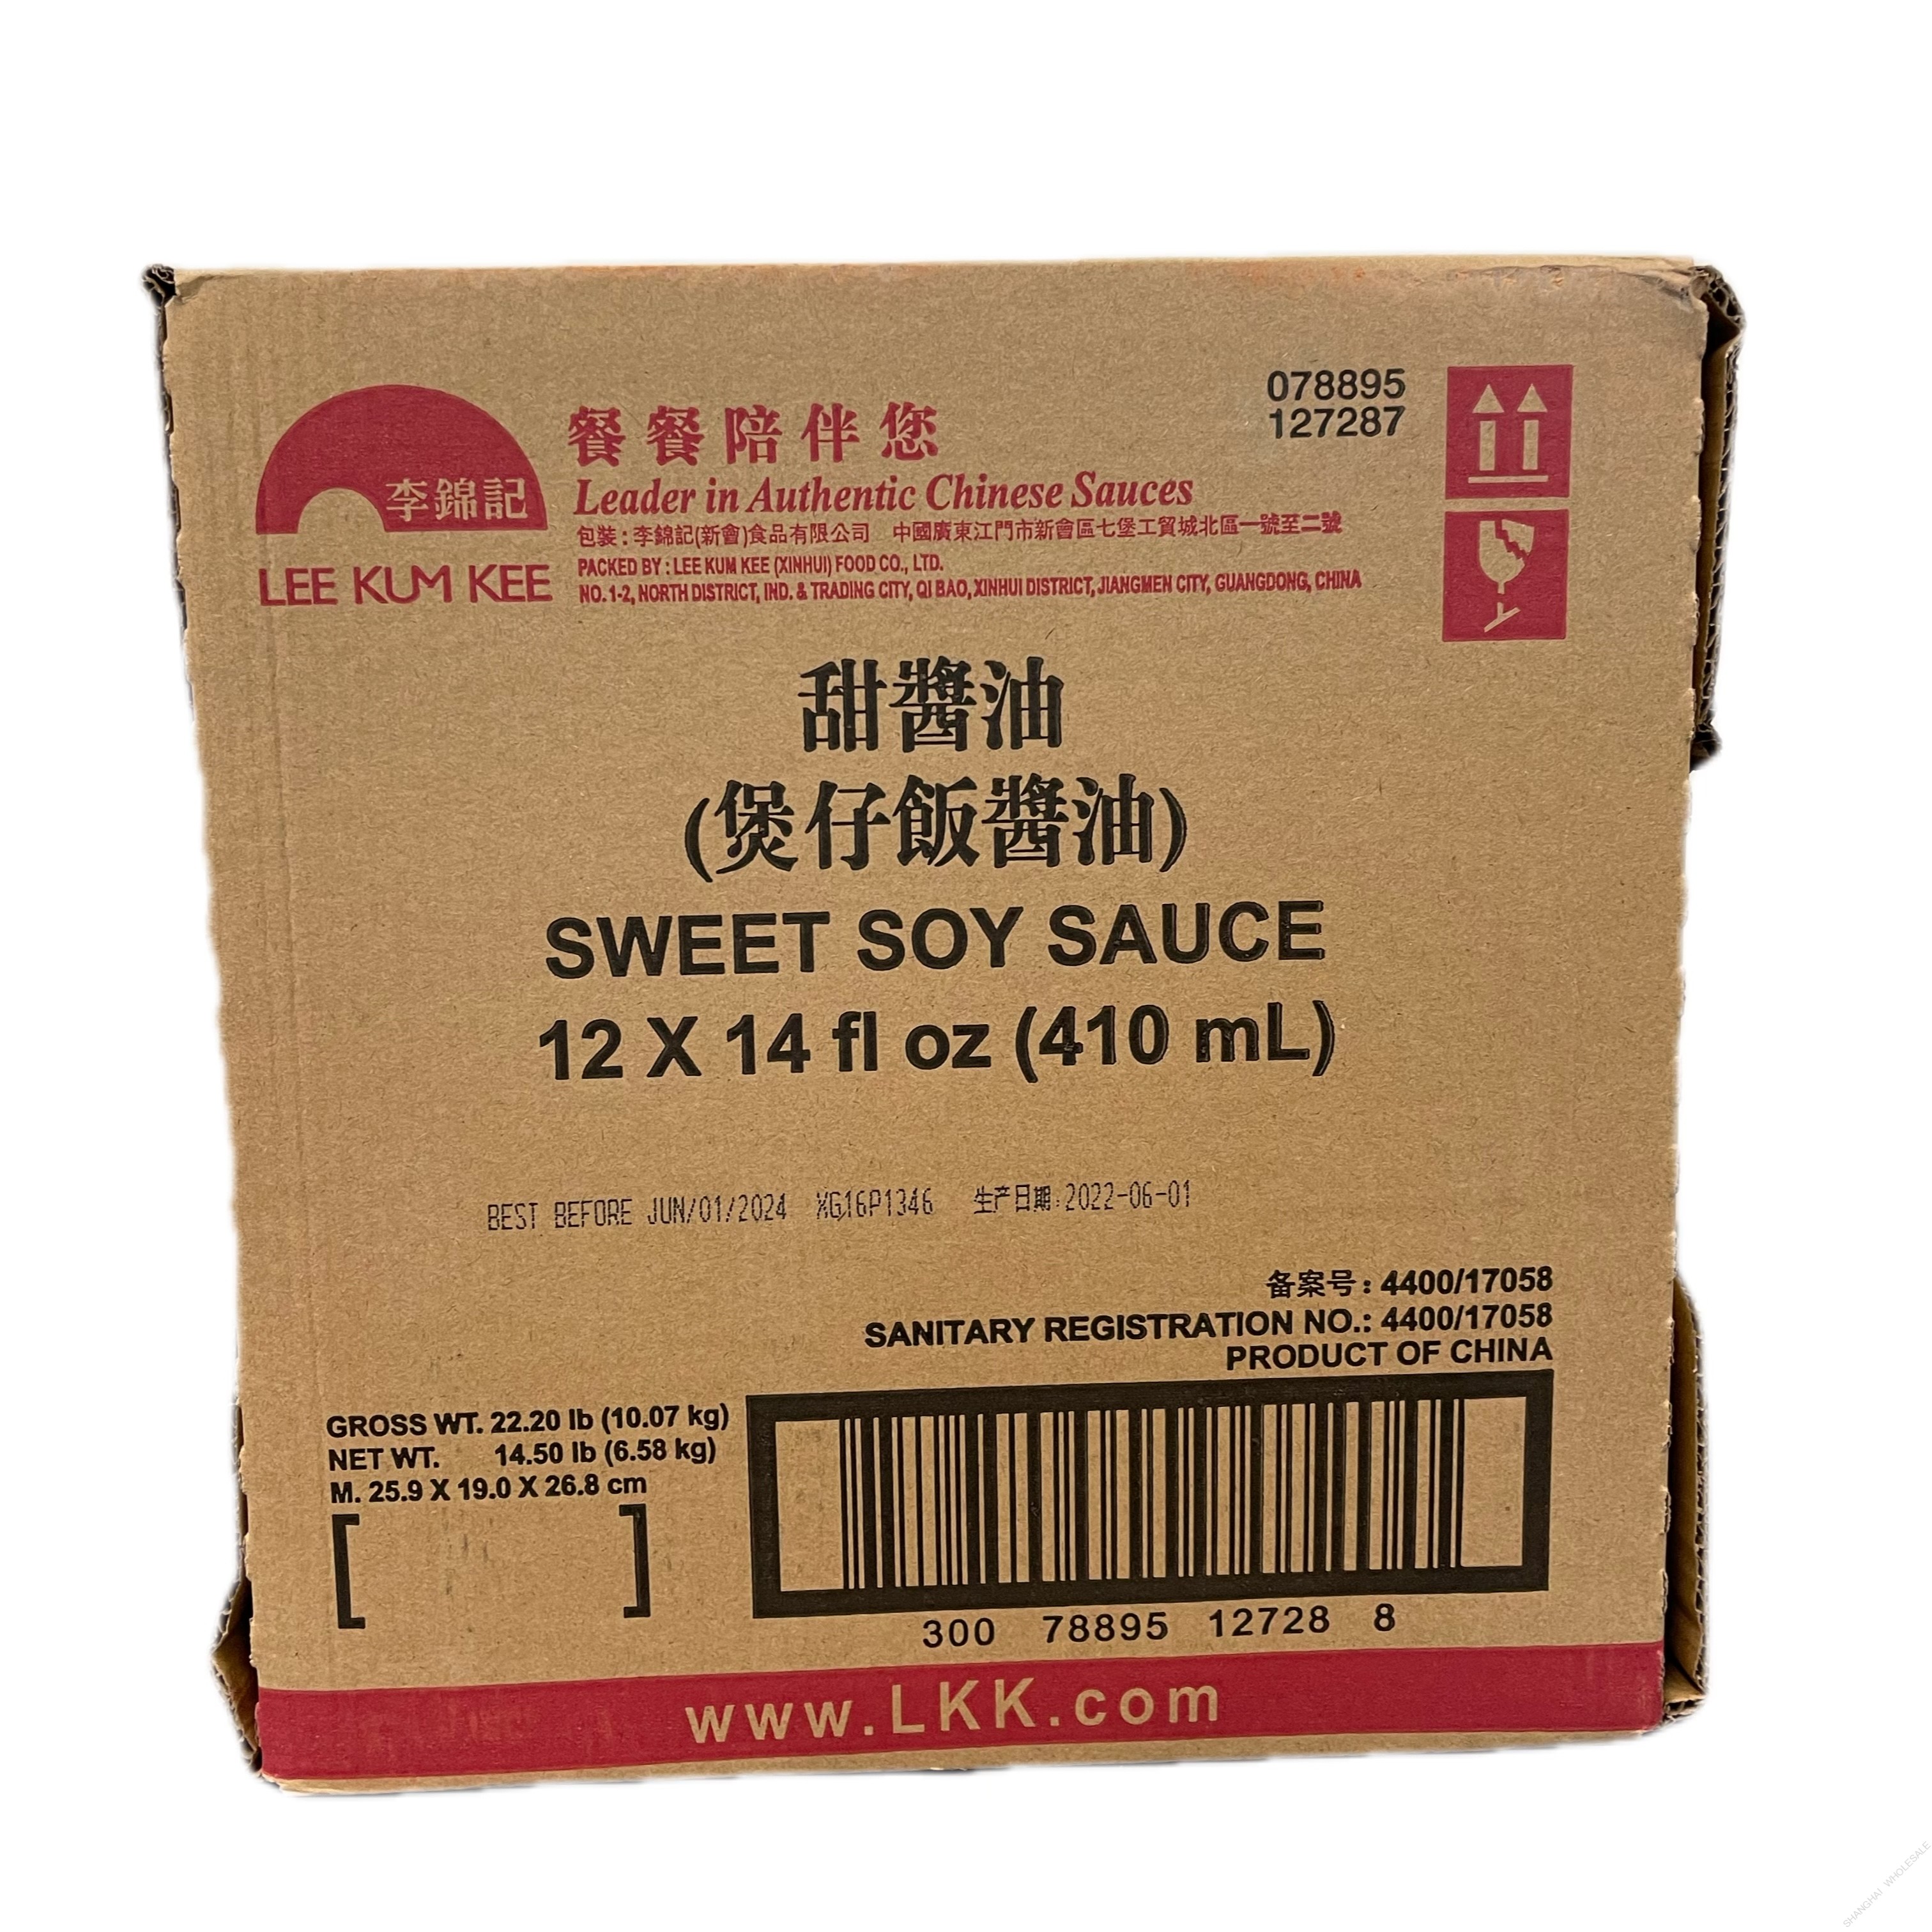 李錦記
LEE KUM KEE
餐餐陪伴您
Leader in Authentic Chinese Sauces
包裝:李錦記(新會)食品有限公司 中國廣東江門市新會區七堡工貿城北區一號至二號
PACKED BY : LEE KUM KEE (XINHUI) FOOD CO., LTD.
NO. 1-2, NORTH DISTRICT, IND. & TRADING CITY, QI BAO, XINHUI DISTRICT, JIANGMEN CITY, GUANGDONG, CHINA
078895
127287
甜醬油
(煲仔飯醬油)
SWEET SOY SAUCE
12 X 14 fl oz (410 mL)
BEST BEFORE JUN/01/2024 XG16P1346 生产日期:2022-06-01
备案号:4400/17058
SANITARY REGISTRATION NO.: 4400/17058
PRODUCT OF CHINA
GROSS WT. 22.20 lb (10.07 kg)
NET WT. 14.50 lb (6.58 kg)
M. 25.9 X 19.0 X 26.8 cm
[ ]
300 78895 12728 8
www.LKK.com
SHANGHAI WHOLESALE